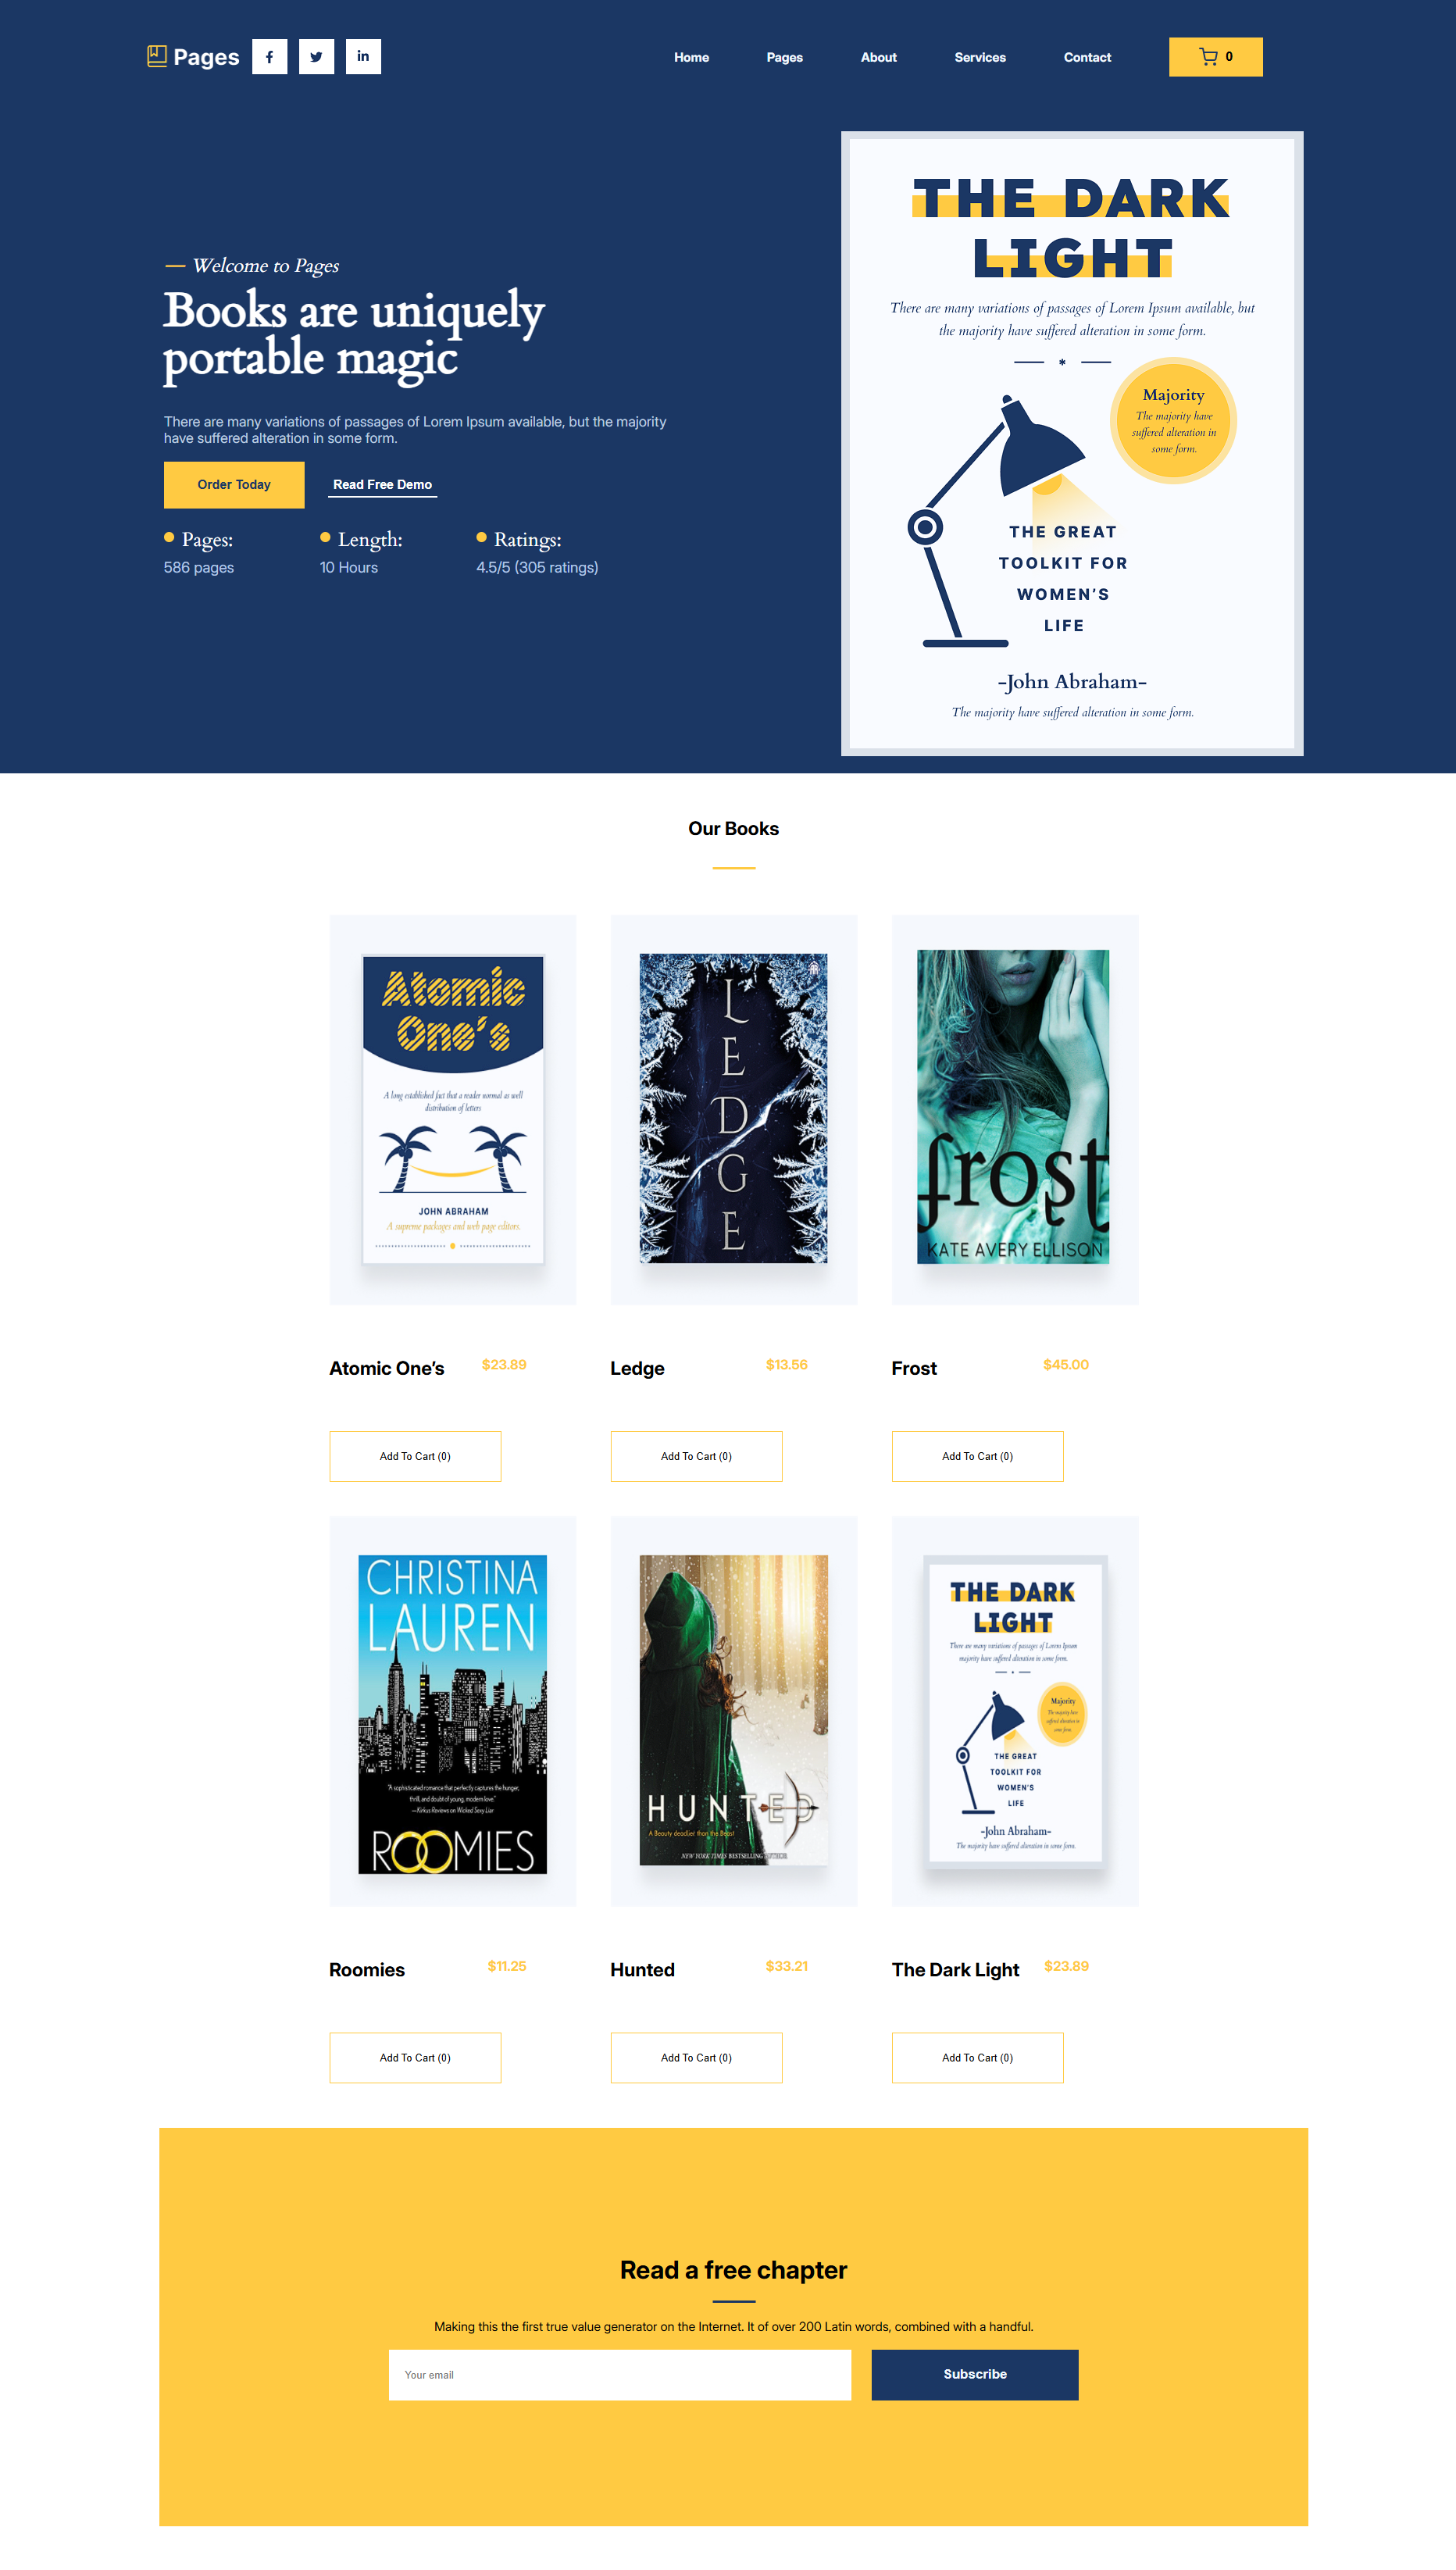 Pages
Home
Pages
About
Services
Contact
0
THE DARK
LIGHT
There are many variations of passages of Lorem Ipsum available, but
the majority have suffered alteration in some form.
*
Majority
The majority have
suffered alteration in
some form.
THE GREAT
TOOLKIT FOR
WOMEN'S
LIFE
-John Abraham-
The majority have suffered alteration in some form.
— Welcome to Pages
Books are uniquely
portable magic
There are many variations of passages of Lorem Ipsum available, but the majority
have suffered alteration in some form.
Order Today
Read Free Demo
Pages:
Length:
Ratings:
586 pages
10 Hours
4.5/5 (305 ratings)
Our Books
Atomic
One's
A long established fact that a reader normal as well
distribution of letters
JOHN ABRAHAM
A supreme packages and web page editors.
LEDGE
frost
KATE AVERY ELLISON
Atomic One's
$23.89
Ledge
$13.56
Frost
$45.00
Add To Cart (0)
Add To Cart (0)
Add To Cart (0)
CHRISTINA
LAUREN
"A sophisticated romance that perfectly captures the hunger,
thrill, and doubt of young, modern love."
—Kirkus Reviews on Wicked Sexy Liar
ROOMIES
HUNTED
A Beauty deadlier than the Beast
NEW YORK TIMES BESTSELLING AUTHOR
THE DARK
LIGHT
There are many variations of passages of Lorem Ipsum
majority have suffered alteration in some form.
Majority
The majority have
suffered alteration in
some form.
THE GREAT
TOOLKIT FOR
WOMEN'S
LIFE
-John Abraham-
The majority have suffered alteration in some form.
Roomies
$11.25
Hunted
$33.21
The Dark Light
$23.89
Add To Cart (0)
Add To Cart (0)
Add To Cart (0)
Read a free chapter
Making this the first true value generator on the Internet. It of over 200 Latin words, combined with a handful.
Your email
Subscribe